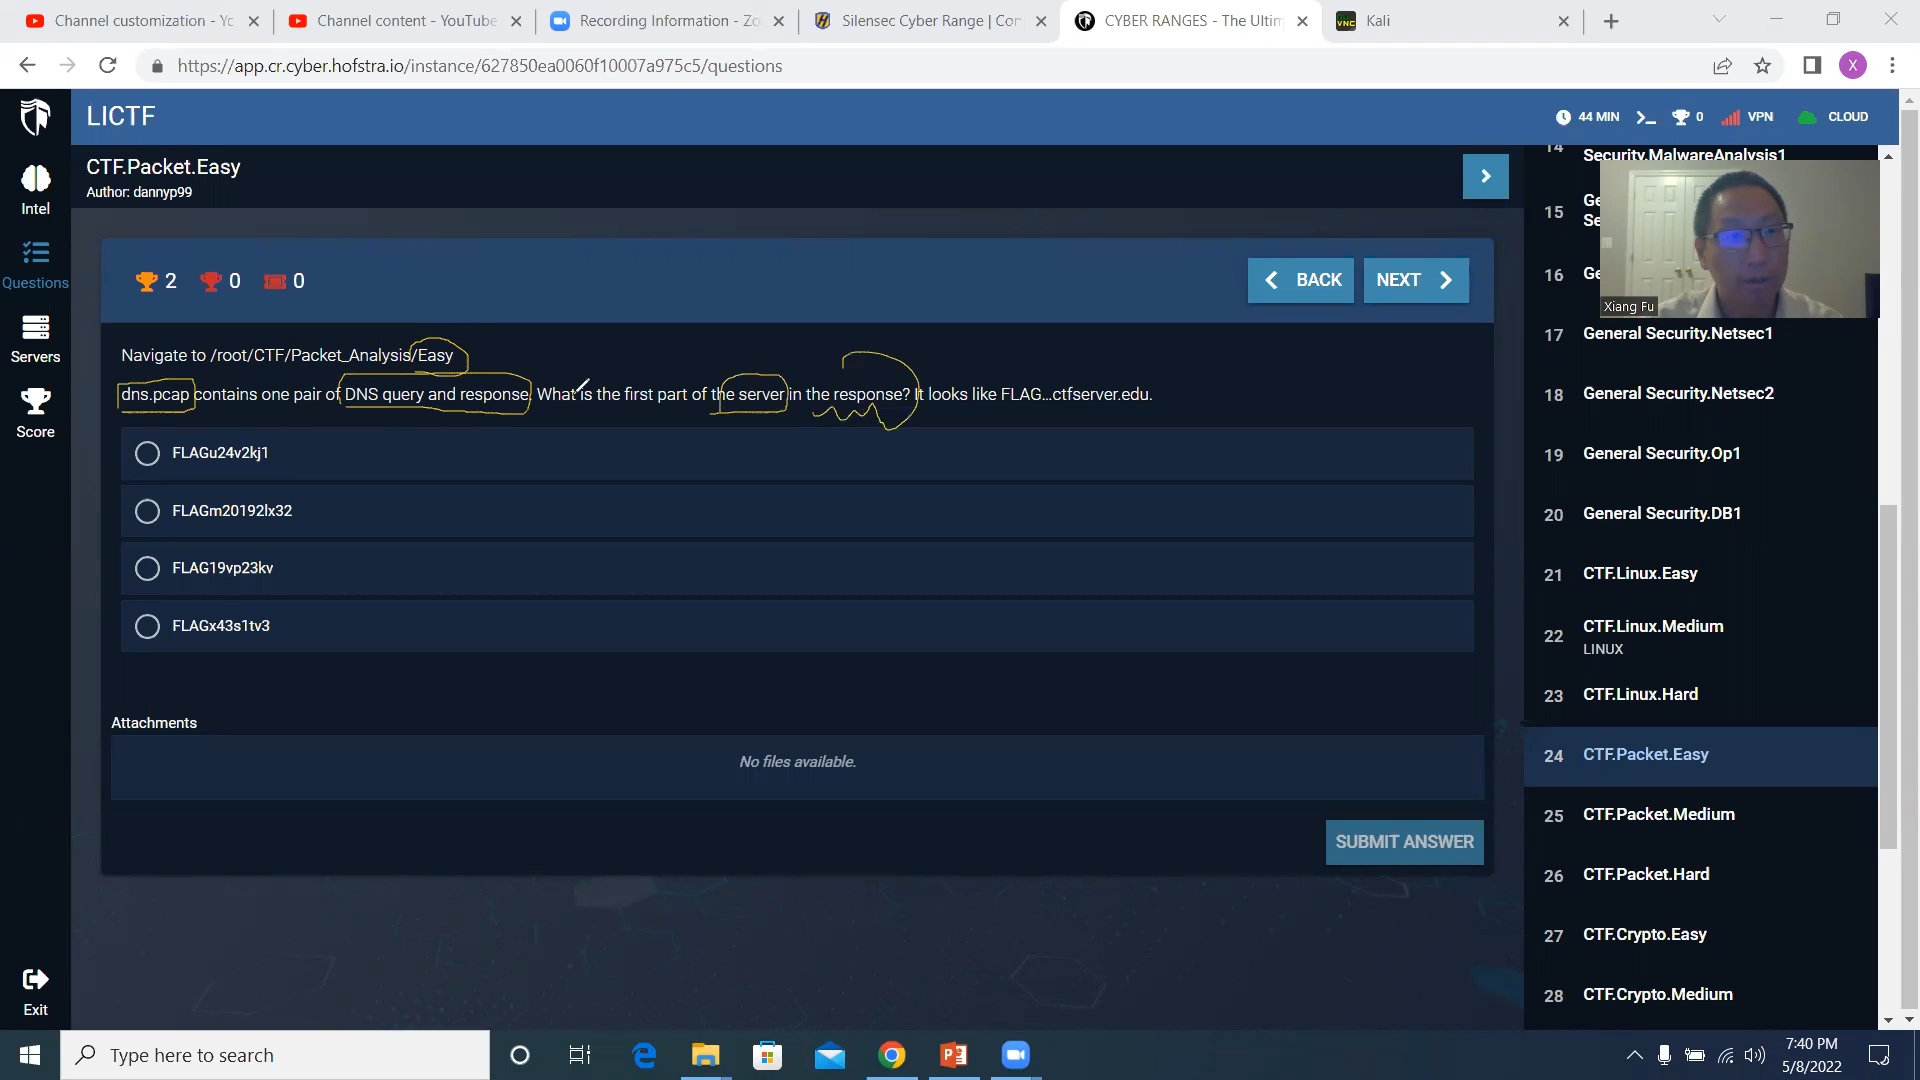 Channel customization - Yo
Channel content - YouTube
Recording Information - Zo
Silensec Cyber Range | Con
CYBER RANGES - The Ultim
VNC
Kali
https://app.cr.cyber.hofstra.io/instance/627850ea0060f10007a975c5/questions
X
LICTF
44 MIN
0
VPN
CLOUD
CTF.Packet.Easy
Author: dannyp99
Intel
Questions
Servers
Score
Exit
2
0
0
BACK
NEXT
Navigate to /root/CTF/Packet_Analysis/Easy
dns.pcap contains one pair of DNS query and response. What is the first part of the server in the response? It looks like FLAG...ctfserver.edu.
FLAGu24v2kj1
FLAGm20192lx32
FLAG19vp23kv
FLAGx43s1tv3
Attachments
No files available.
SUBMIT ANSWER
14
Security.MalwareAnalysis1
15
Ge
Se
16
Ge
Xiang Fu
17 General Security.Netsec1
18 General Security.Netsec2
19 General Security.Op1
20 General Security.DB1
21 CTF.Linux.Easy
22 CTF.Linux.Medium
LINUX
23 CTF.Linux.Hard
24 CTF.Packet.Easy
25 CTF.Packet.Medium
26 CTF.Packet.Hard
27 CTF.Crypto.Easy
28 CTF.Crypto.Medium
Type here to search
7:40 PM
5/8/2022